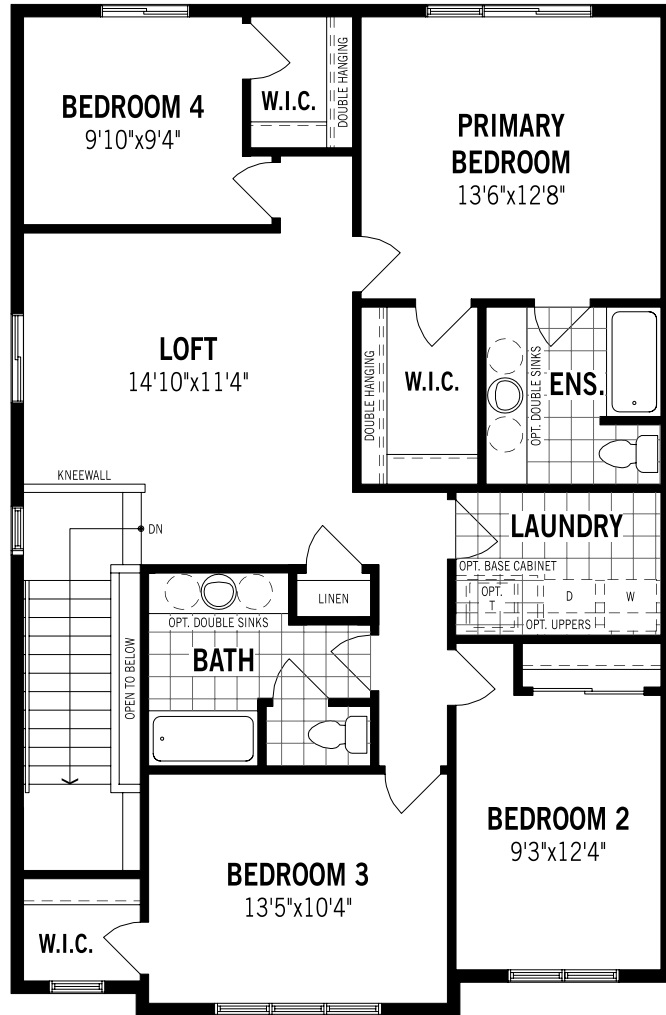 BEDROOM 4
9'10"x9'4"
W.I.C.
DOUBLE HANGING
PRIMARY
BEDROOM
13'6"x12'8"
LOFT
14'10"x11'4"
DOUBLE HANGING
W.I.C.
OPT. DOUBLE SINKS
ENS.
KNEEWALL
DN
LAUNDRY
OPT. BASE CABINET
OPT.
T
D
W
OPT. UPPERS
LINEN
OPT. DOUBLE SINKS
BATH
OPEN TO BELOW
BEDROOM 2
9'3"x12'4"
BEDROOM 3
13'5"x10'4"
W.I.C.